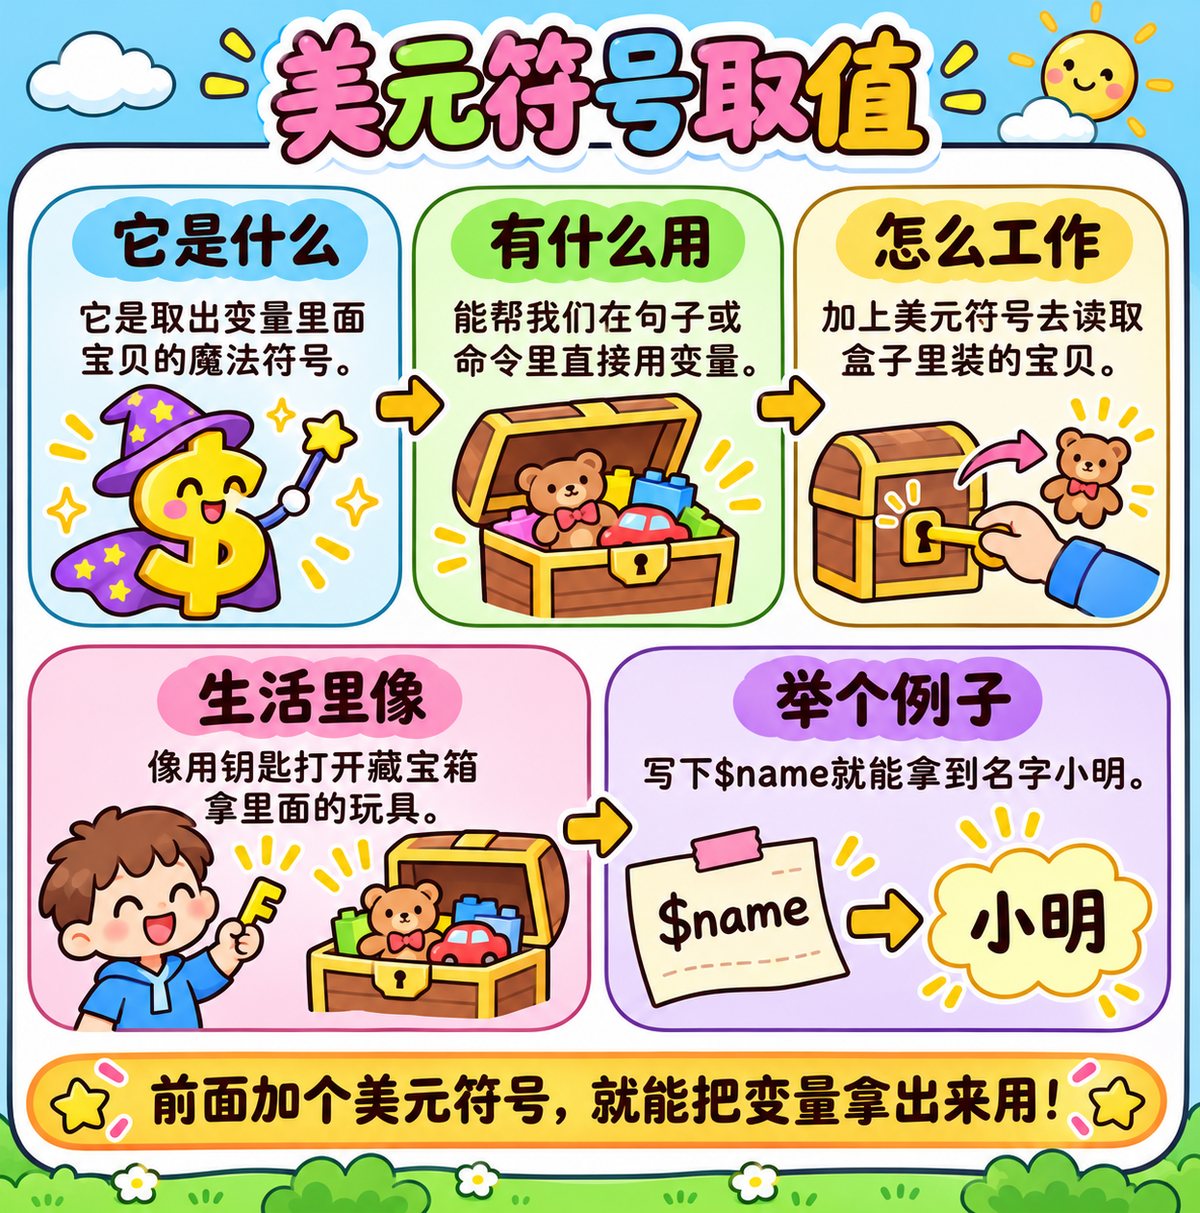 美元符号取值
它是什么
它是取出变量里面
宝贝的魔法符号。
有什么用
能帮我们在句子或
命令里直接用变量。
怎么工作
加上美元符号去读取
盒子里装的宝贝。
生活里像
像用钥匙打开藏宝箱
拿里面的玩具。
F
举个例子
写下$name就能拿到名字小明。
$name
小明
前面加个美元符号，就能把变量拿出来用！